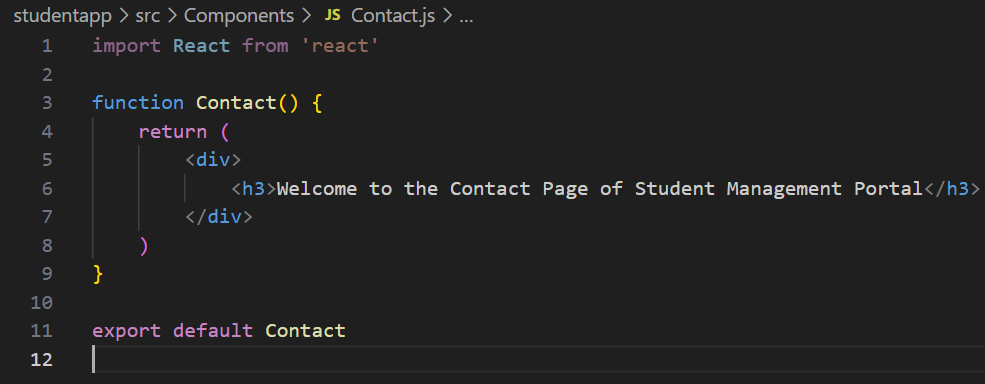 studentapp > src > Components > JS Contact.js > ...
1 import React from 'react'
2
3 function Contact() {
4     return (
5         <div>
6             <h3>Welcome to the Contact Page of Student Management Portal</h3>
7         </div>
8     )
9 }
10
11 export default Contact
12